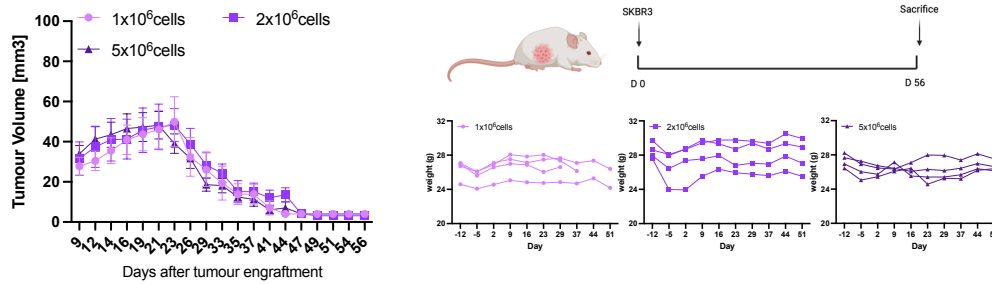 1x10⁶cells 2x10⁶cells
5x10⁶cells
Tumour Volume [mm3]
100
80
60
40
20
0
9 12 14 16 19 21 23 26 29 33 35 37 41 44 47 49 51 54 56
Days after tumour engraftment
SKBR3 Sacrifice
D 0 D 56
1x10⁶cells
weight (g)
32
28
24
20
-12 -5 2 9 16 23 29 37 44 51
Day
2x10⁶cells
weight (g)
32
28
24
20
-12 -5 2 9 16 23 29 37 44 51
Day
5x10⁶cells
weight (g)
32
28
24
20
-12 -5 2 9 16 23 29 37 44
Day